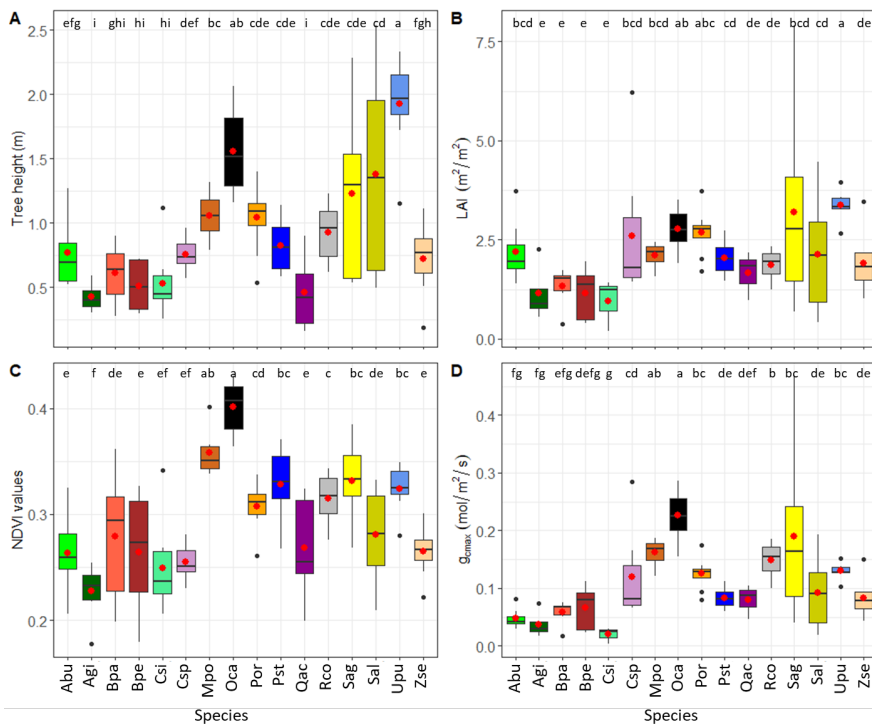 A efg i ghi hi hi def bc ab cde cde i cde cde cd a fgh
2.5
2.0
1.5
1.0
0.5
Tree height (m)
B bcd e e e e bcd bcd abc abcd cd de de bcd cd a de
7.5
5.0
2.5
0.0
LAI (m²/m²)
C e f de e ef ef ab a cd bc e c bc de bc e
0.4
0.3
0.2
NDVI values
D fg fg efg defg g cd ab a bc de def b bc de bc de
0.4
0.3
0.2
0.1
0.0
gcmax (mol/m²/s)
Abu Agi Bpa Bpe Csi Csp Mpo Oca Por Pst Qac Rco Sag Sal Upu Zse
Species
Abu Agi Bpa Bpe Csi Csp Mpo Oca Por Pst Qac Rco Sag Sal Upu Zse
Species